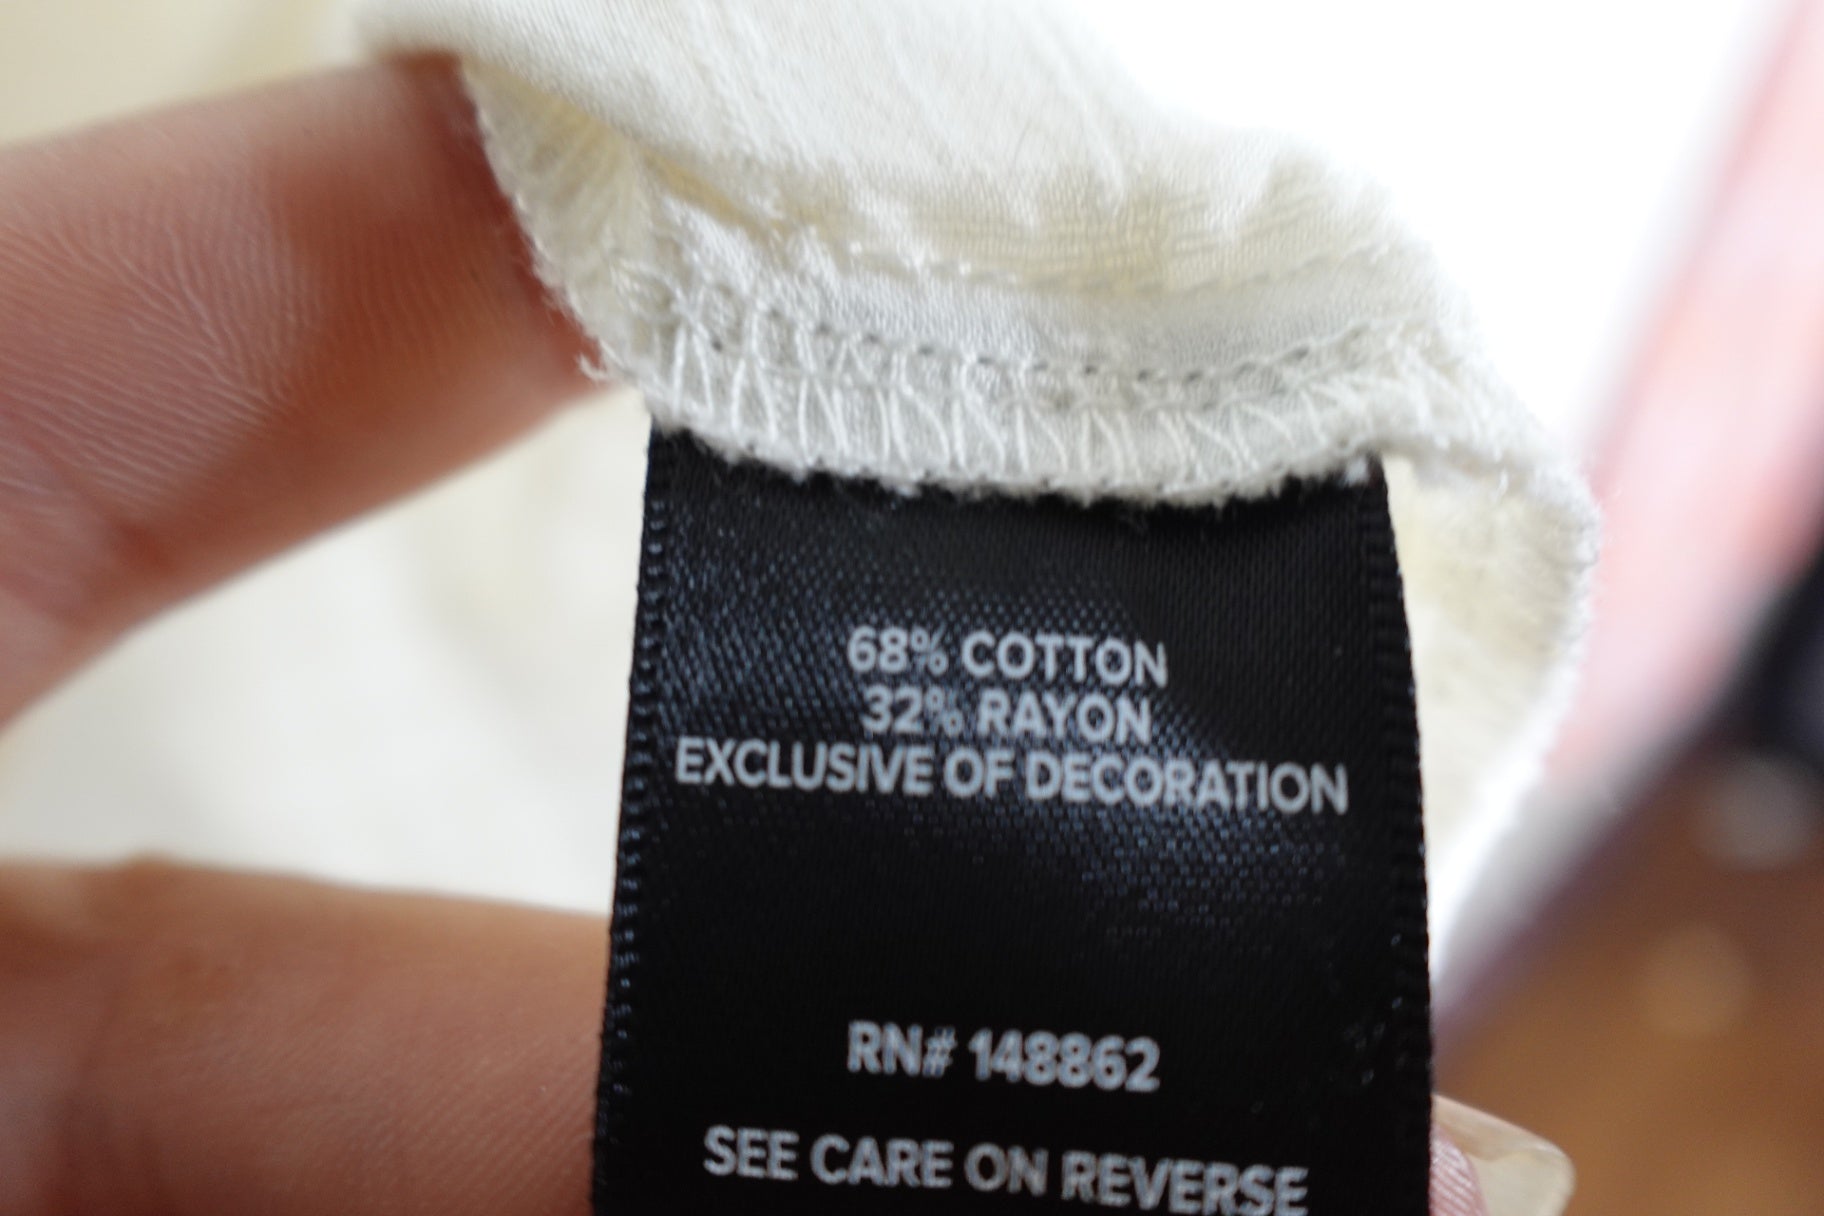 68% COTTON
32% RAYON
EXCLUSIVE OF DECORATION
RN# 148862
SEE CARE ON REVERSE